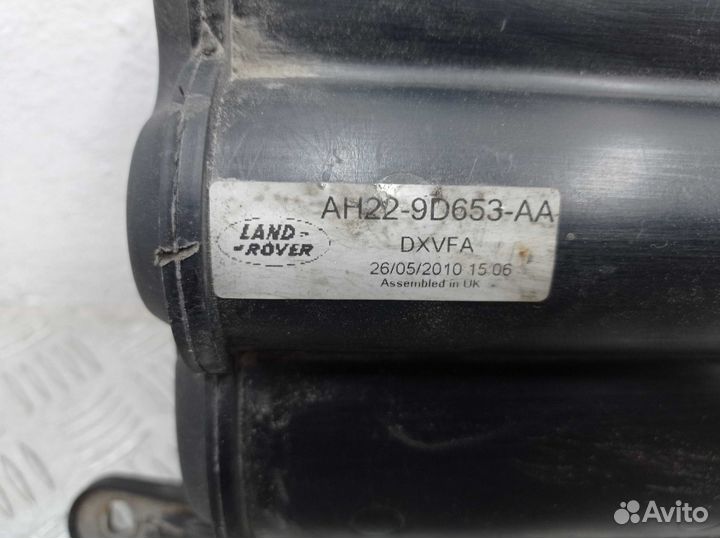 AH22-9D653-AA
LAND-
-ROVER
DXVFA
26/05/2010 15:06
Assembled in UK
Avito